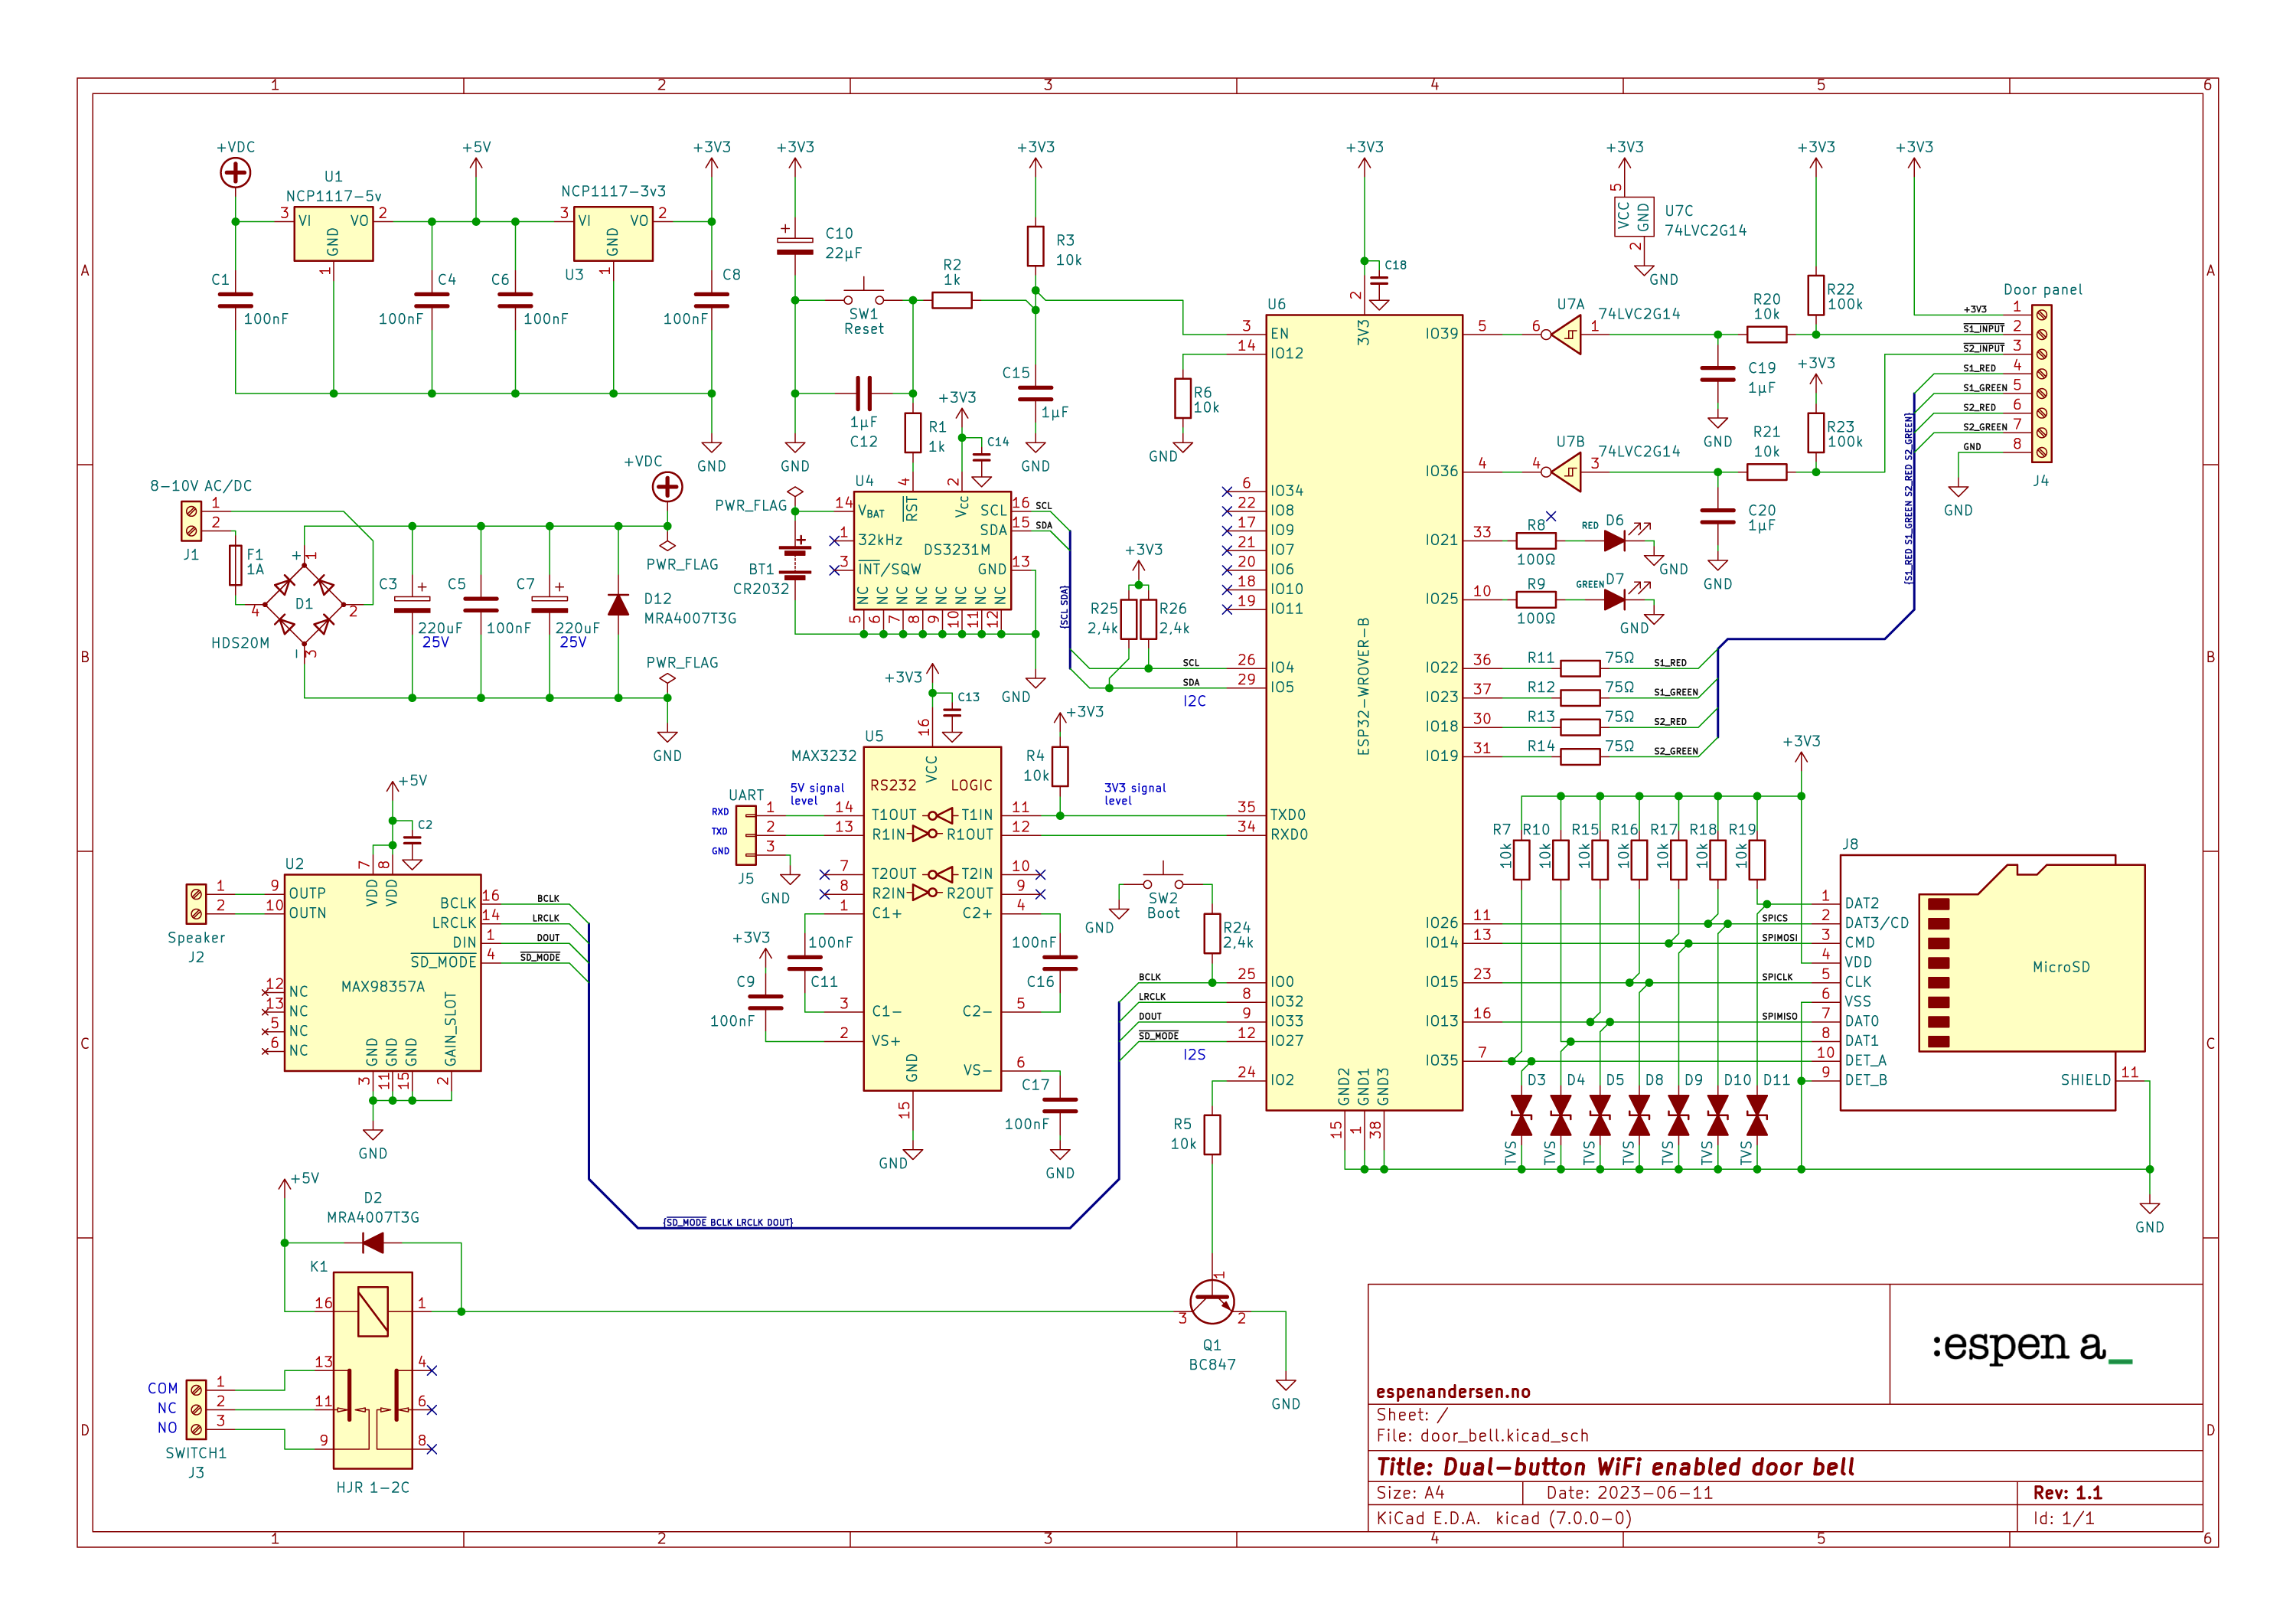 1 2 3 4 5 6
A A
B B
C C
D D
1 2 3 4 5 6
+VDC
U1
NCP1117-5v
3 VI VO 2
GND
1
+5V
NCP1117-3v3
3 VI VO 2
GND
U3 1
+3V3
C1
100nF
C4
100nF
C6
100nF
C8
100nF
GND
8-10V AC/DC
1
2
J1
F1
1A
+ 1
4 D1 2
- 3
HDS20M
C3
+
220uF
25V
C5
100nF
C7
+
220uF
25V
D12
MRA4007T3G
+VDC
PWR_FLAG
PWR_FLAG
GND
+3V3
+
C10
22µF
SW1
Reset
R2
1k
1µF
C12
GND
R1
1k
+3V3
R3
10k
C15
1µF
GND
+3V3
C14
U4
4 2
PWR_FLAG
14 VBAT RST Vcc SCL 16 SCL
SDA 15 SDA
1 32kHz
DS3231M
3 INT/SQW GND 13
NC NC NC NC NC NC NC NC
5 6 7 8 9 10 11 12
BT1
+
CR2032
GND
{SCL SDA}
+3V3
R25
2,4k
R26
2,4k
SCL
SDA
I2C
+3V3
C13
16
U5
MAX3232
VCC
RS232 LOGIC
14 T1OUT T1IN 11
13 R1IN R1OUT 12
7 T2OUT T2IN 10
8 R2IN R2OUT 9
1 C1+ C2+ 4
3 C1- C2- 5
2 VS+
VS- 6
GND
15
GND
+3V3
R4
10k
5V signal
level
3V3 signal
level
UART
RXD 1
TXD 2
GND 3
J5
GND
100nF
C11
+3V3
C9
100nF
100nF
C16
C17
100nF
GND
+5V
C2
U2
7 8
9 OUTP VDD VDD
10 OUTN
BCLK 16 BCLK
LRCLK 14 LRCLK
DIN 1 DOUT
SD_MODE 4 SD_MODE
MAX98357A
12 NC
13 NC
5 NC
6 NC
GND GND GND GAIN_SLOT
3 11 15 2
GND
1
2
Speaker
J2
{SD_MODE BCLK LRCLK DOUT}
+5V
D2
MRA4007T3G
K1
16 1
13 4
11 6
9 8
HJR 1-2C
COM 1
NC 2
NO 3
SWITCH1
J3
GND
SW2
Boot
R24
2,4k
BCLK
LRCLK
DOUT
SD_MODE
I2S
R5
10k
1
3 2
Q1
BC847
GND
+3V3
C18
2
U6
3V3
ESP32-WROVER-B
3 EN
14 IO12
R6
10k
GND
6 IO34
22 IO8
17 IO9
21 IO7
20 IO6
18 IO10
19 IO11
26 IO4
29 IO5
35 TXD0
34 RXD0
25 IO0
8 IO32
9 IO33
12 IO27
24 IO2
GND2 GND1 GND3
15 1 38
IO39 5
IO36 4
IO21 33
IO25 10
IO22 36
IO23 37
IO18 30
IO19 31
IO26 11
IO14 13
IO15 23
IO13 16
IO35 7
+3V3
5
VCC GND
2
U7C
74LVC2G14
GND
U7A
74LVC2G14
6 1
U7B
74LVC2G14
4 3
R20
10k
C19
1µF
GND
R21
10k
C20
1µF
GND
+3V3
R22
100k
+3V3
R23
100k
+3V3
Door panel
+3V3 1
S1_INPUT 2
S2_INPUT 3
S1_RED 4
S1_GREEN 5
S2_RED 6
S2_GREEN 7
GND 8
J4
GND
{S1_RED S1_GREEN S2_RED S2_GREEN}
R8
100Ω
RED D6
GND
R9
100Ω
GREEN D7
GND
R11 75Ω S1_RED
R12 75Ω S1_GREEN
R13 75Ω S2_RED
R14 75Ω S2_GREEN
+3V3
R7 R10 R15 R16 R17 R18 R19
10k 10k 10k 10k 10k 10k 10k
SPICS
SPIMOSI
SPICLK
SPIMISO
D3 D4 D5 D8 D9 D10 D11
TVS TVS TVS TVS TVS TVS TVS
J8
1 DAT2
2 DAT3/CD
3 CMD
4 VDD
5 CLK
6 VSS
7 DAT0
8 DAT1
10 DET_A
9 DET_B
MicroSD
SHIELD 11
GND
:espen a_
espenandersen.no
Sheet: /
File: door_bell.kicad_sch
Title: Dual-button WiFi enabled door bell
Size: A4 Date: 2023-06-11 Rev: 1.1
KiCad E.D.A. kicad (7.0.0-0) Id: 1/1